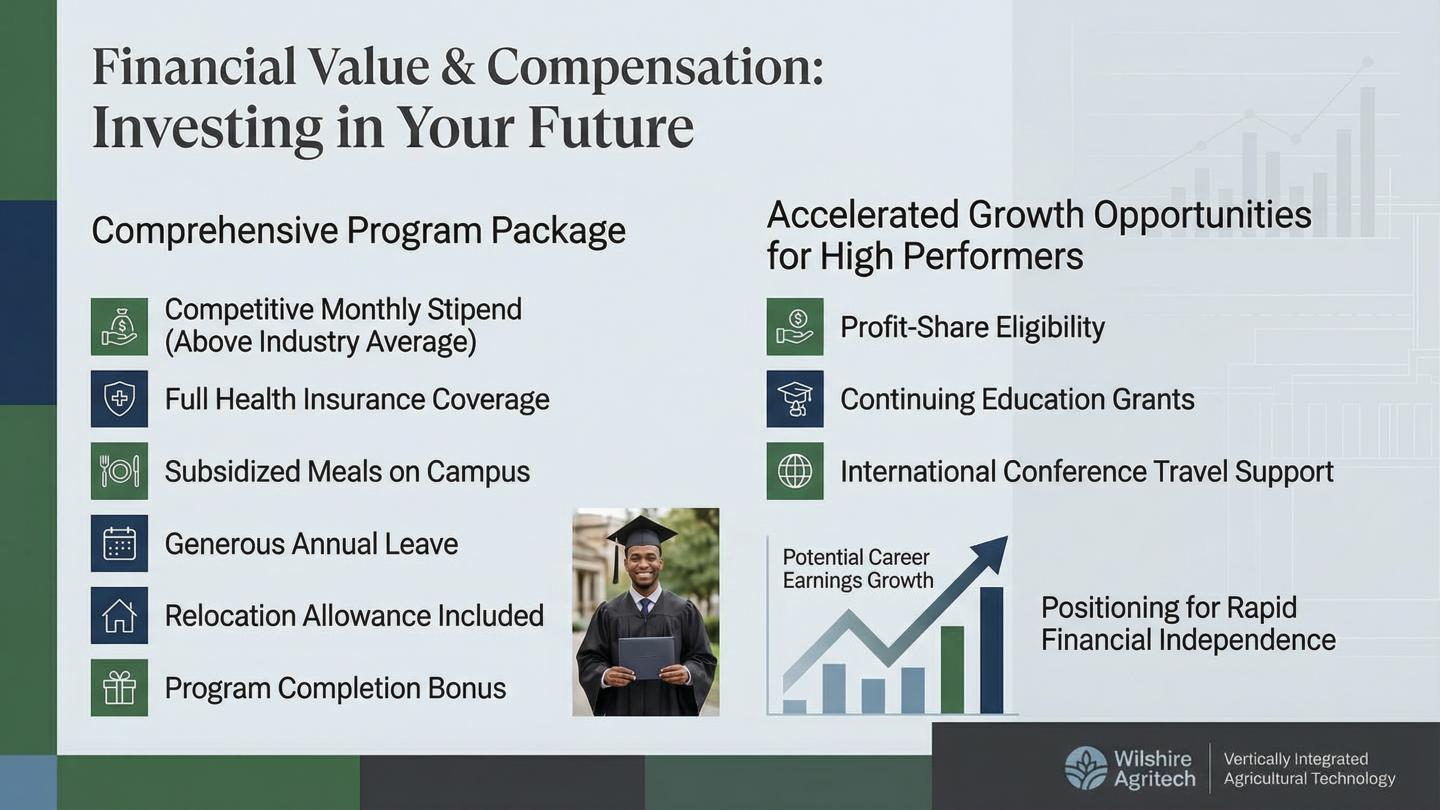 Financial Value & Compensation:
Investing in Your Future
Comprehensive Program Package
Competitive Monthly Stipend
(Above Industry Average)
Full Health Insurance Coverage
Subsidized Meals on Campus
Generous Annual Leave
Relocation Allowance Included
Program Completion Bonus
Accelerated Growth Opportunities
for High Performers
$
Profit-Share Eligibility
Continuing Education Grants
International Conference Travel Support
Potential Career
Earnings Growth
Positioning for Rapid
Financial Independence
Wilshire
Agritech
Vertically Integrated
Agricultural Technology